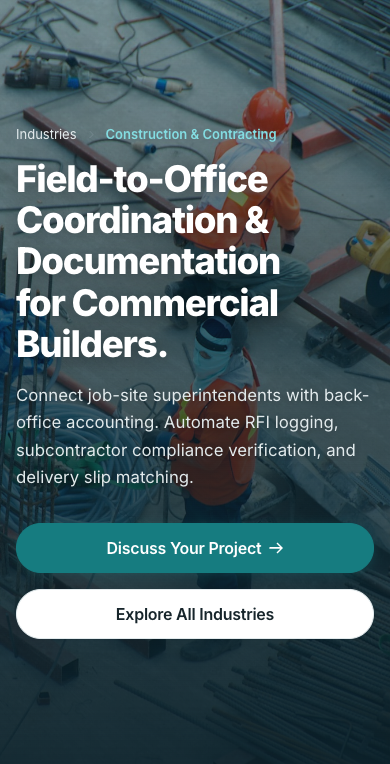 Industries > Construction & Contracting
Field-to-Office
Coordination &
Documentation
for Commercial
Builders.
Connect job-site superintendents with back-
office accounting. Automate RFI logging,
subcontractor compliance verification, and
delivery slip matching.
Discuss Your Project →
Explore All Industries